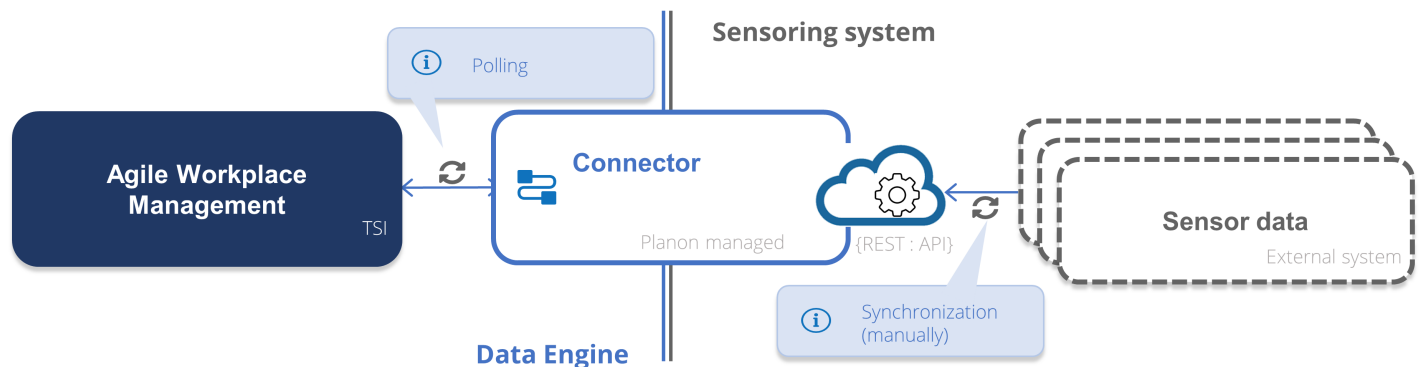 Sensoring system
Polling
Agile Workplace
Management
TSI
Connector
Planon managed
{REST : API}
Sensor data
External system
Synchronization
(manually)
Data Engine